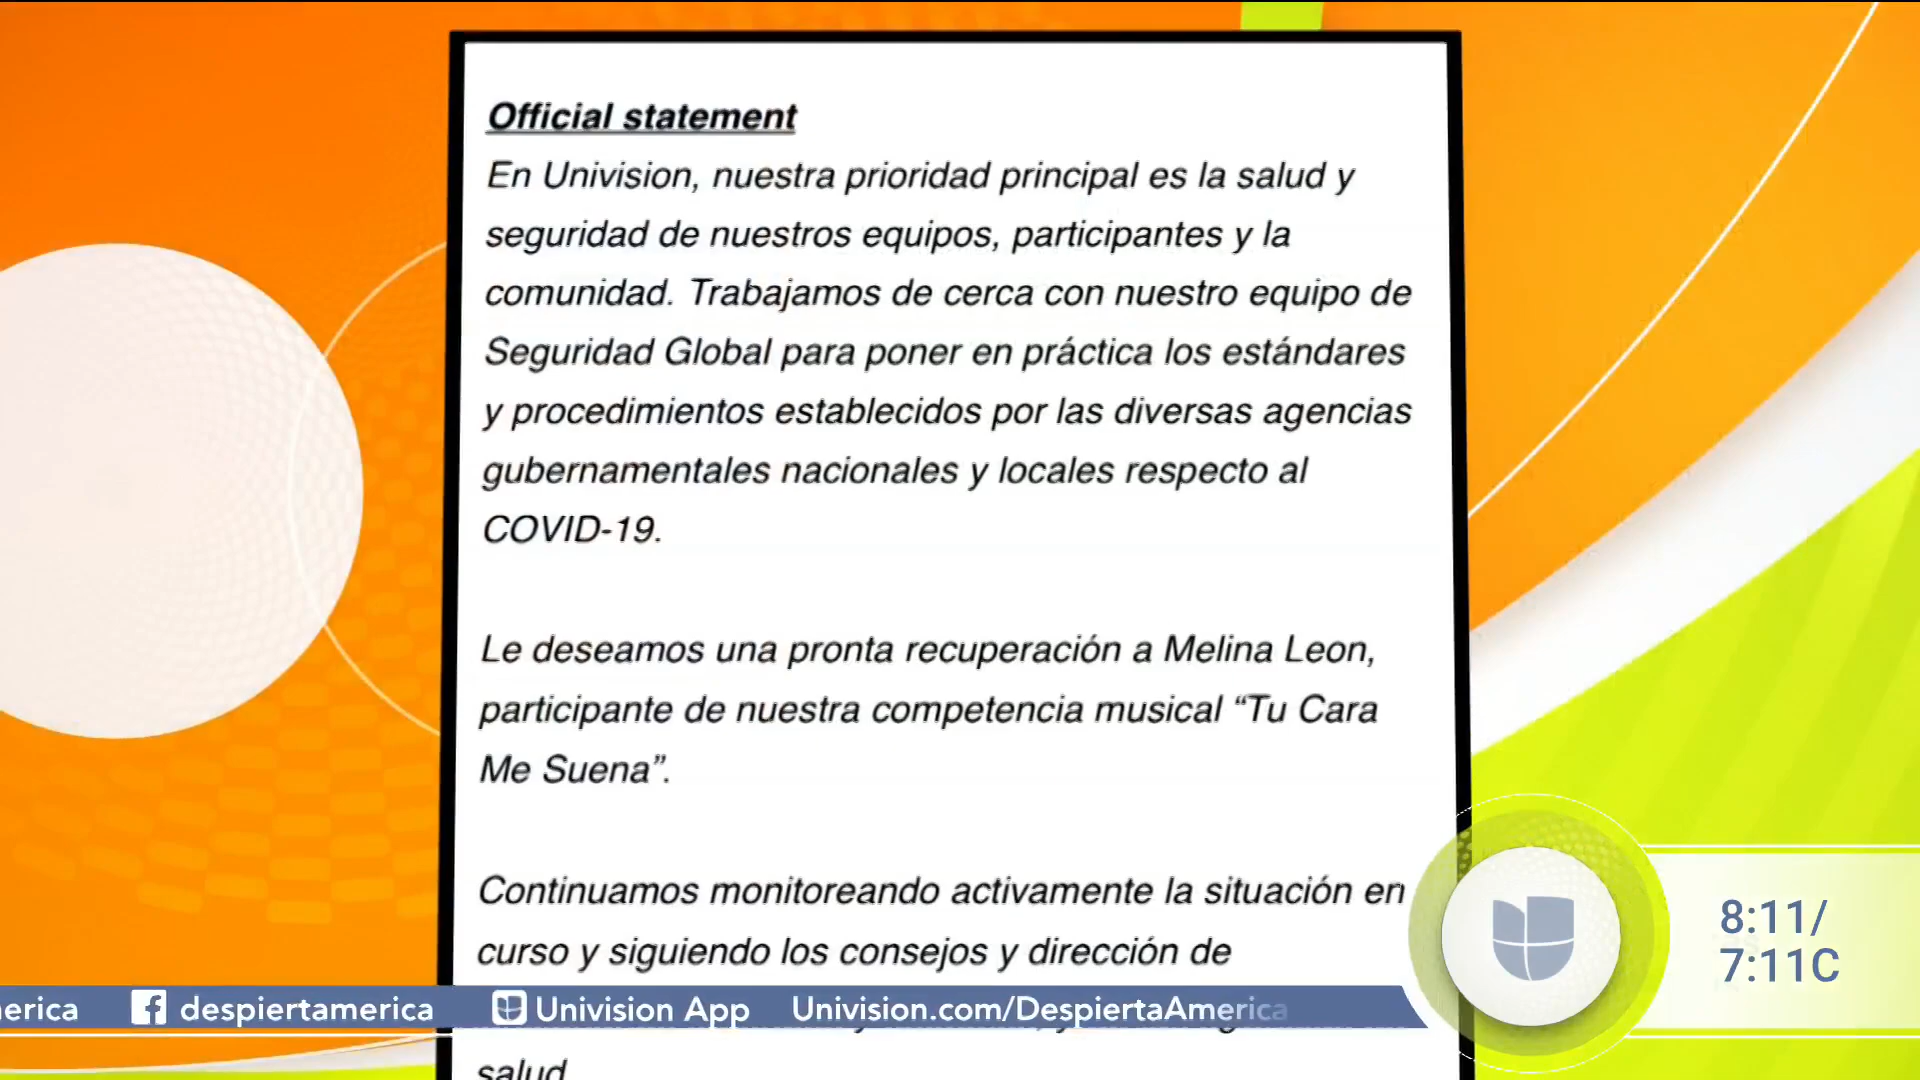 Official statement
En Univision, nuestra prioridad principal es la salud y
seguridad de nuestros equipos, participantes y la
comunidad. Trabajamos de cerca con nuestro equipo de
Seguridad Global para poner en práctica los estándares
y procedimientos establecidos por las diversas agencias
gubernamentales nacionales y locales respecto al
COVID-19.
Le deseamos una pronta recuperación a Melina Leon,
participante de nuestra competencia musical “Tu Cara
Me Suena”.
Continuamos monitoreando activamente la situación en
curso y siguiendo los consejos y dirección de
salud
erica despiertamerica Univision App Univision.com/DespiertaAmerica
8:11/
7:11C